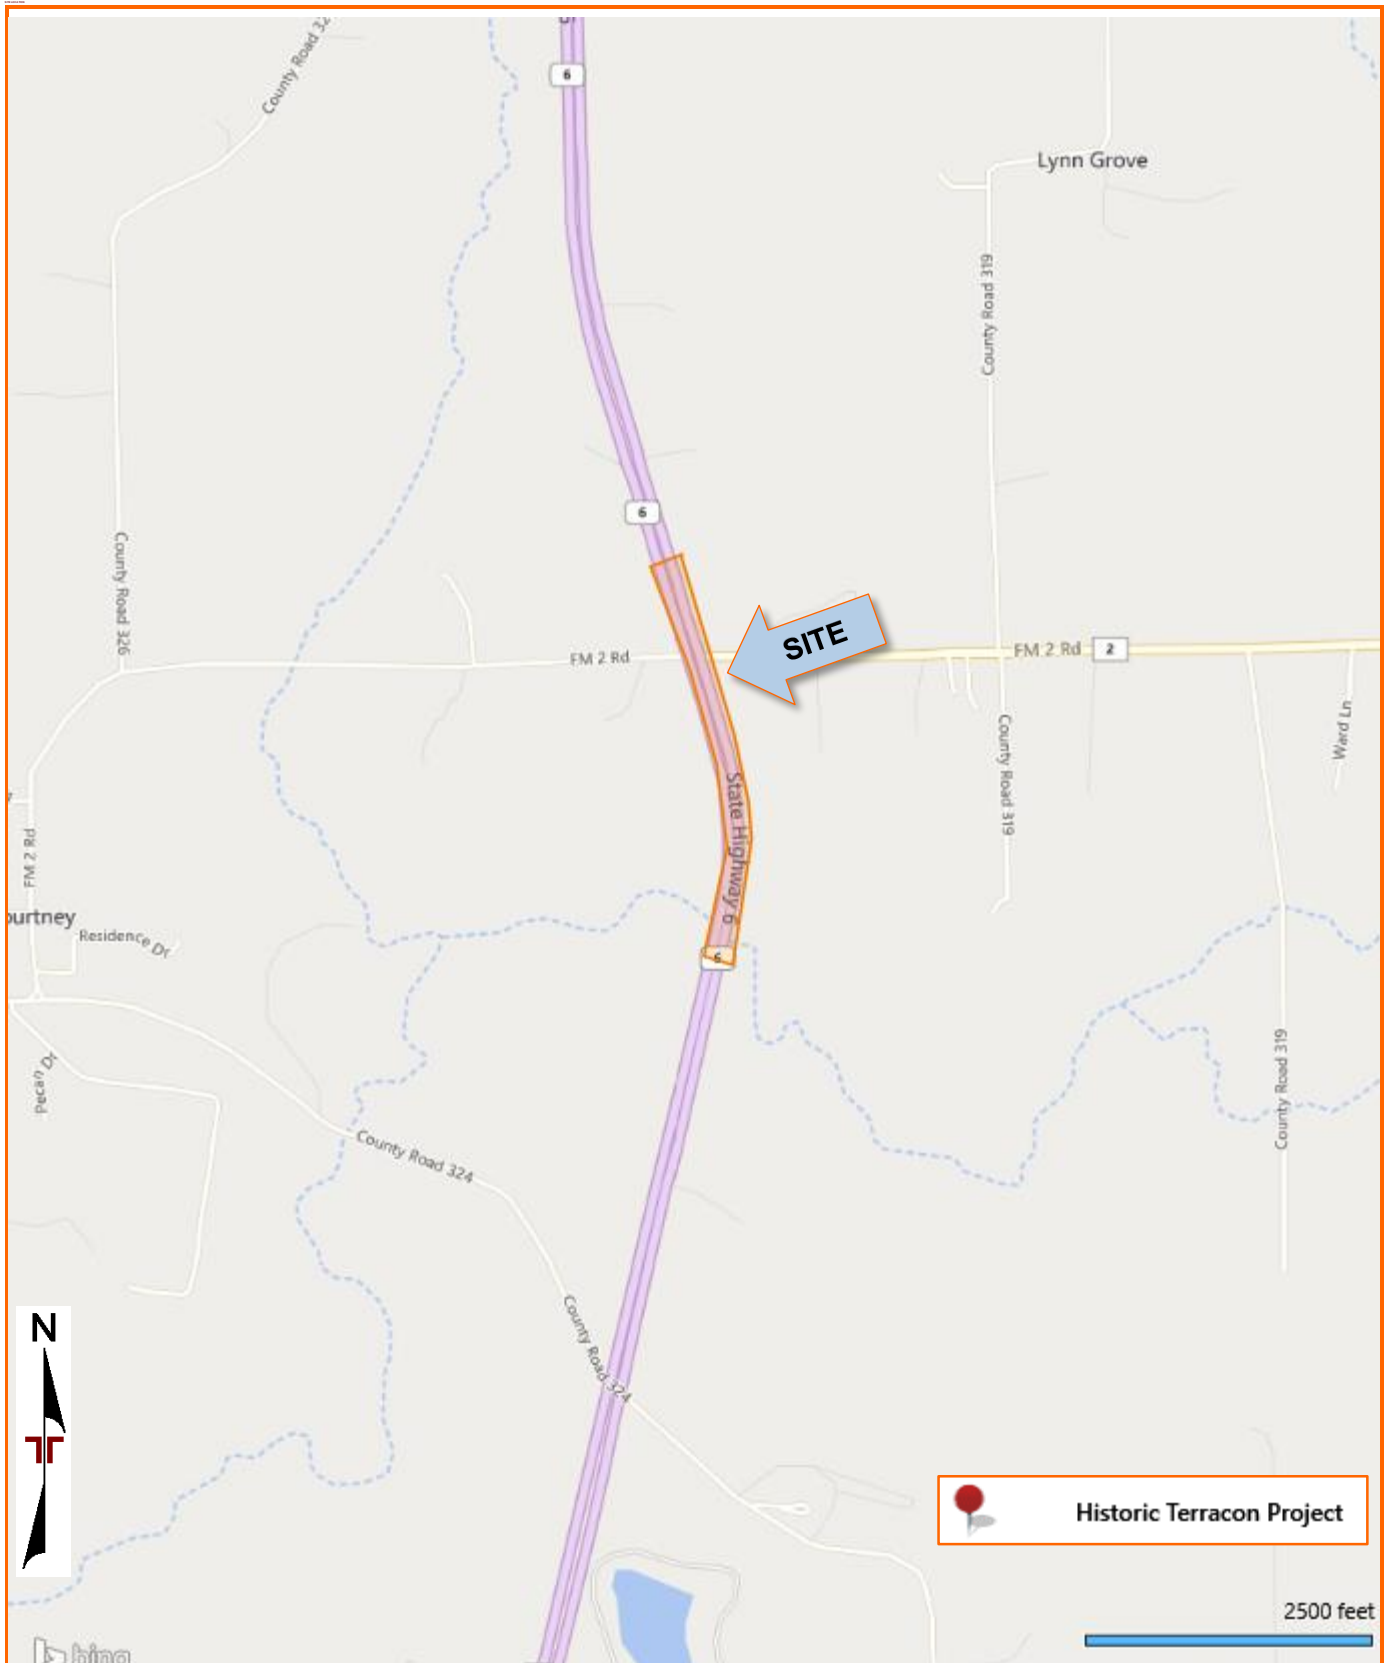 County Road 32
6
Lynn Grove
County Road 319
6
County Road 326
SITE
FM 2 Rd
FM 2 Rd
2
Ward Ln
County Road 319
State Highway 6
FM 2 Rd
ourtney
Residence Dr
6
Pecan Dr
County Road 319
County Road 324
County Road 324
N
Historic Terracon Project
2500 feet
bing